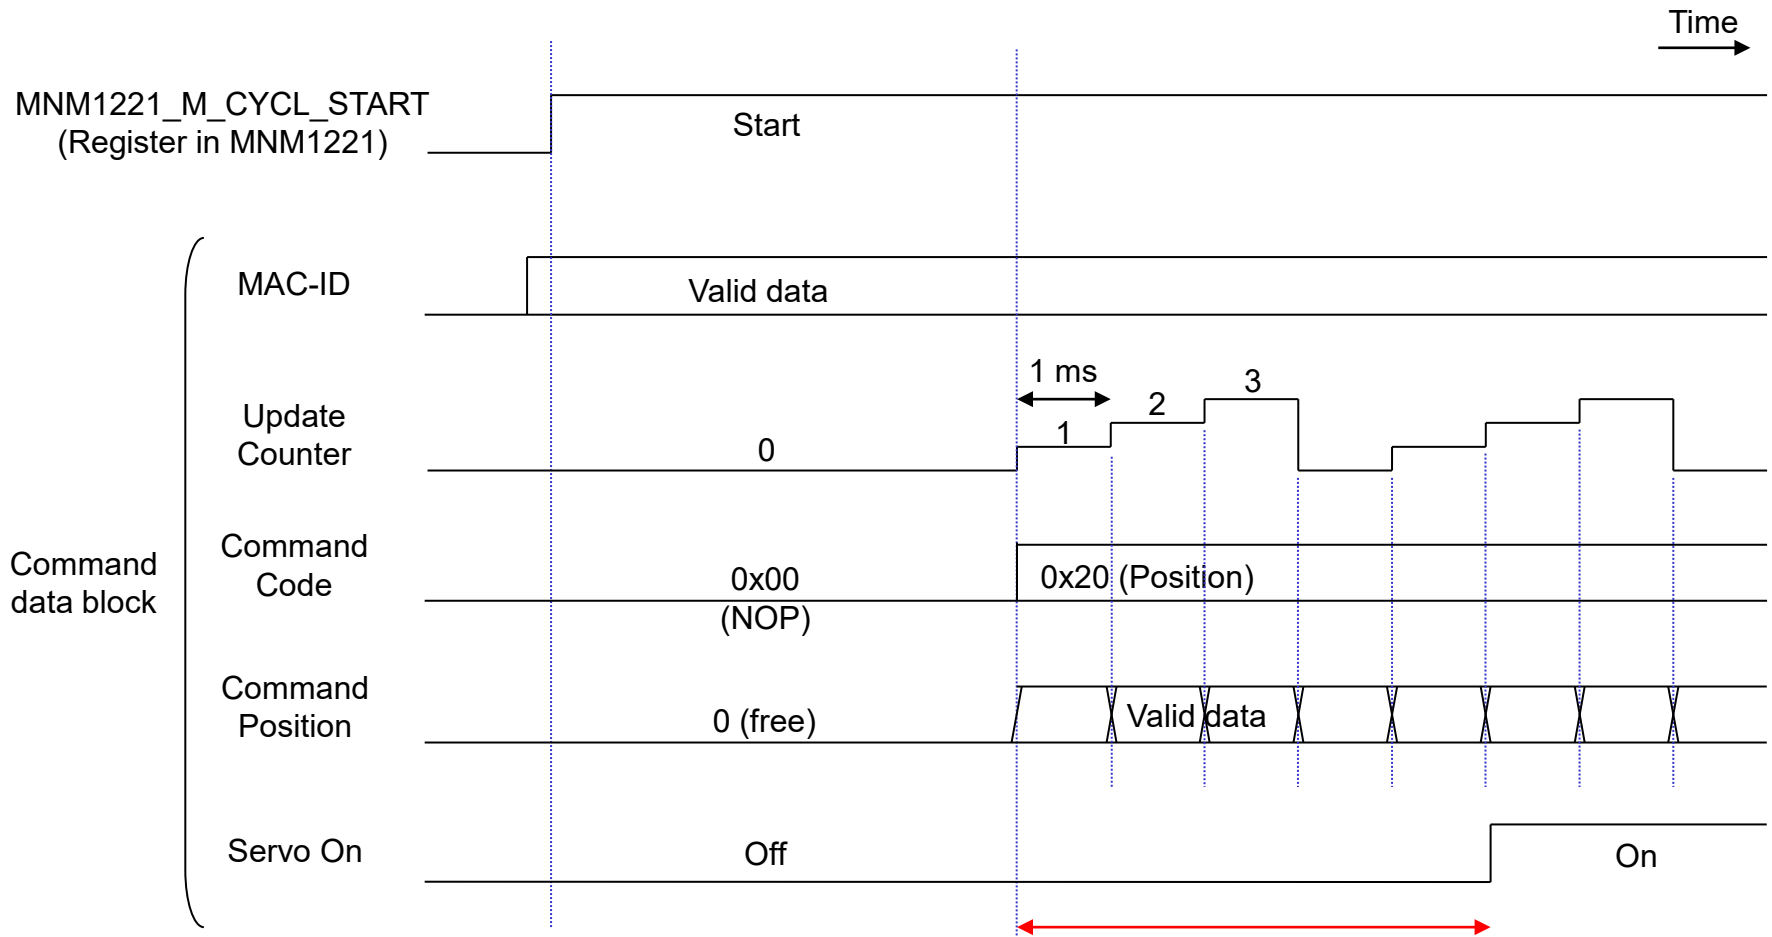 Time
MNM1221_M_CYCL_START
(Register in MNM1221)
Start
MAC-ID
Valid data
1 ms
1
2
3
Update
Counter
0
Command
Code
0x00
(NOP)
0x20 (Position)
Command
data block
Command
Position
0 (free)
Valid data
Servo On
Off
On